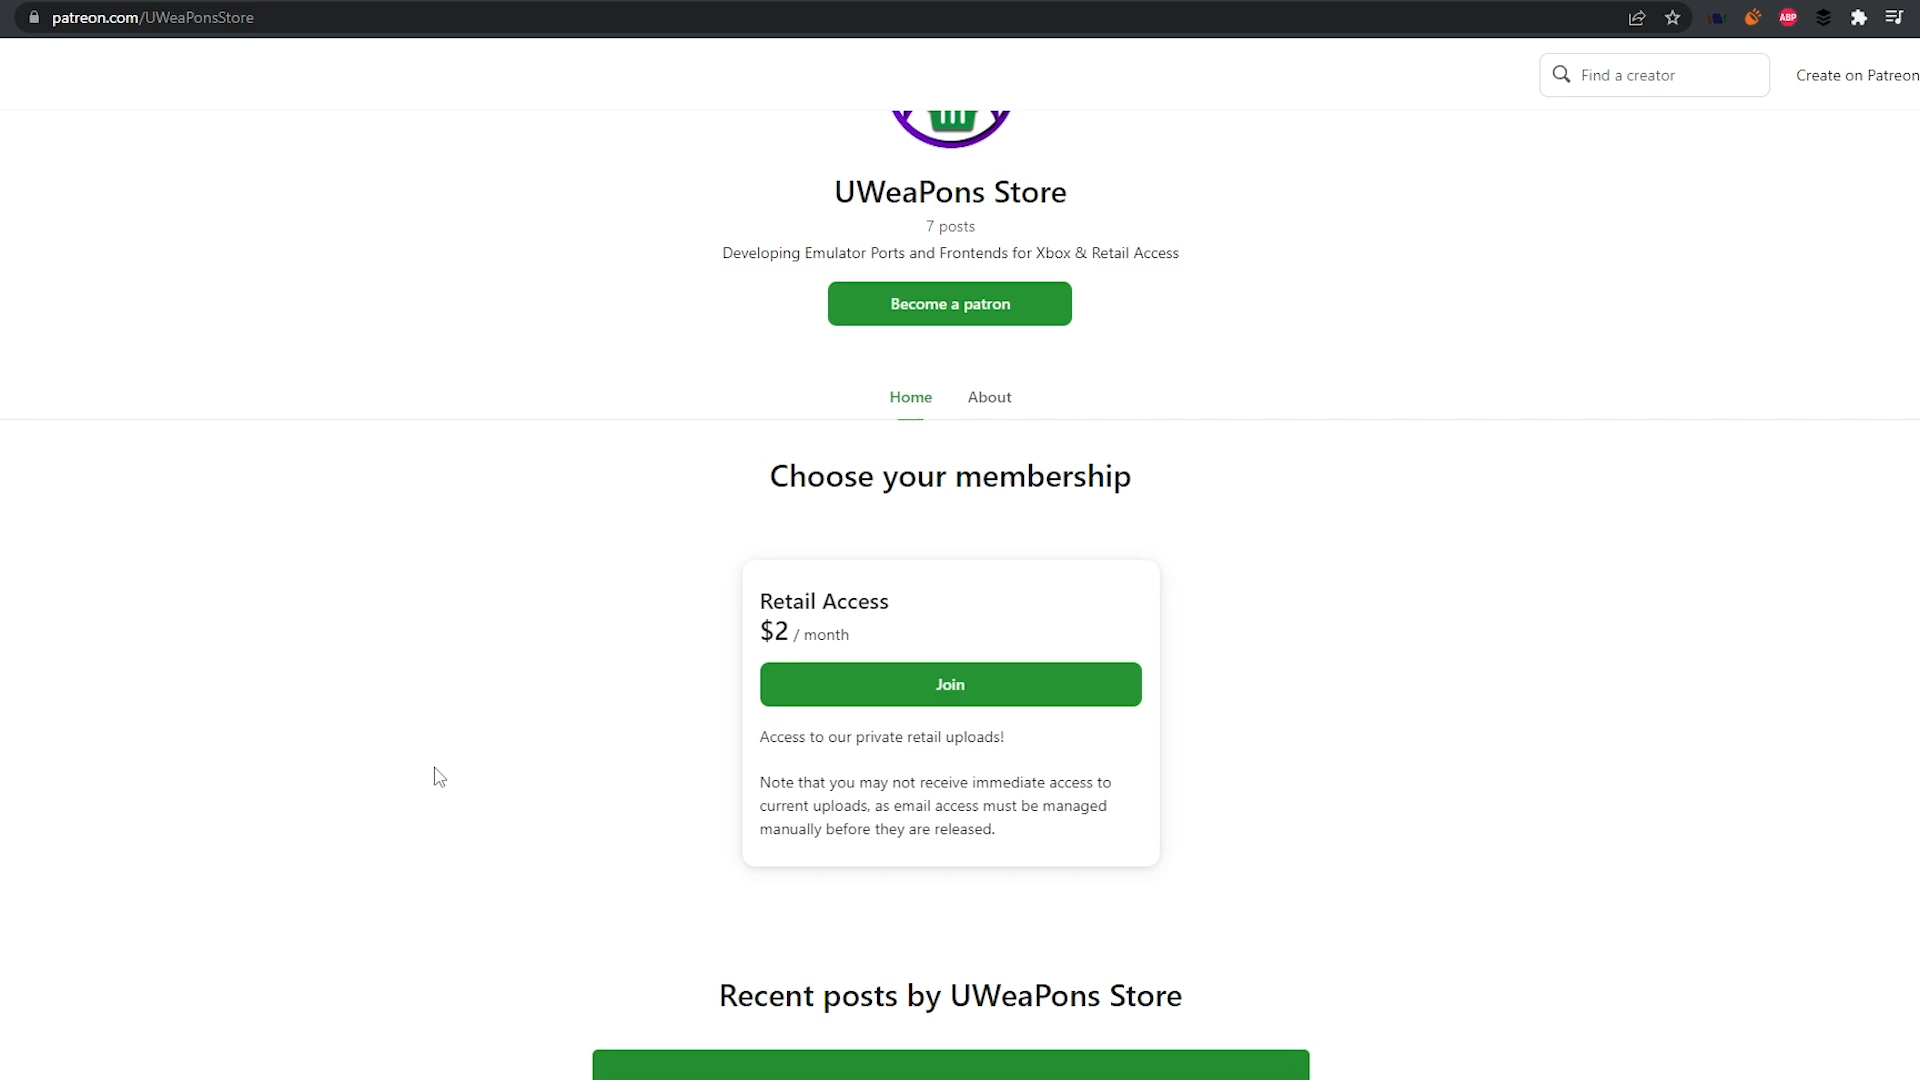 patreon.com/UWeaPonsStore
ABP
Find a creator
Create on Patreon
UWeaPons Store
7 posts
Developing Emulator Ports and Frontends for Xbox & Retail Access
Become a patron
Home
About
Choose your membership
Retail Access
$2 / month
Join
Access to our private retail uploads!
Note that you may not receive immediate access to
current uploads, as email access must be managed
manually before they are released.
Recent posts by UWeaPons Store